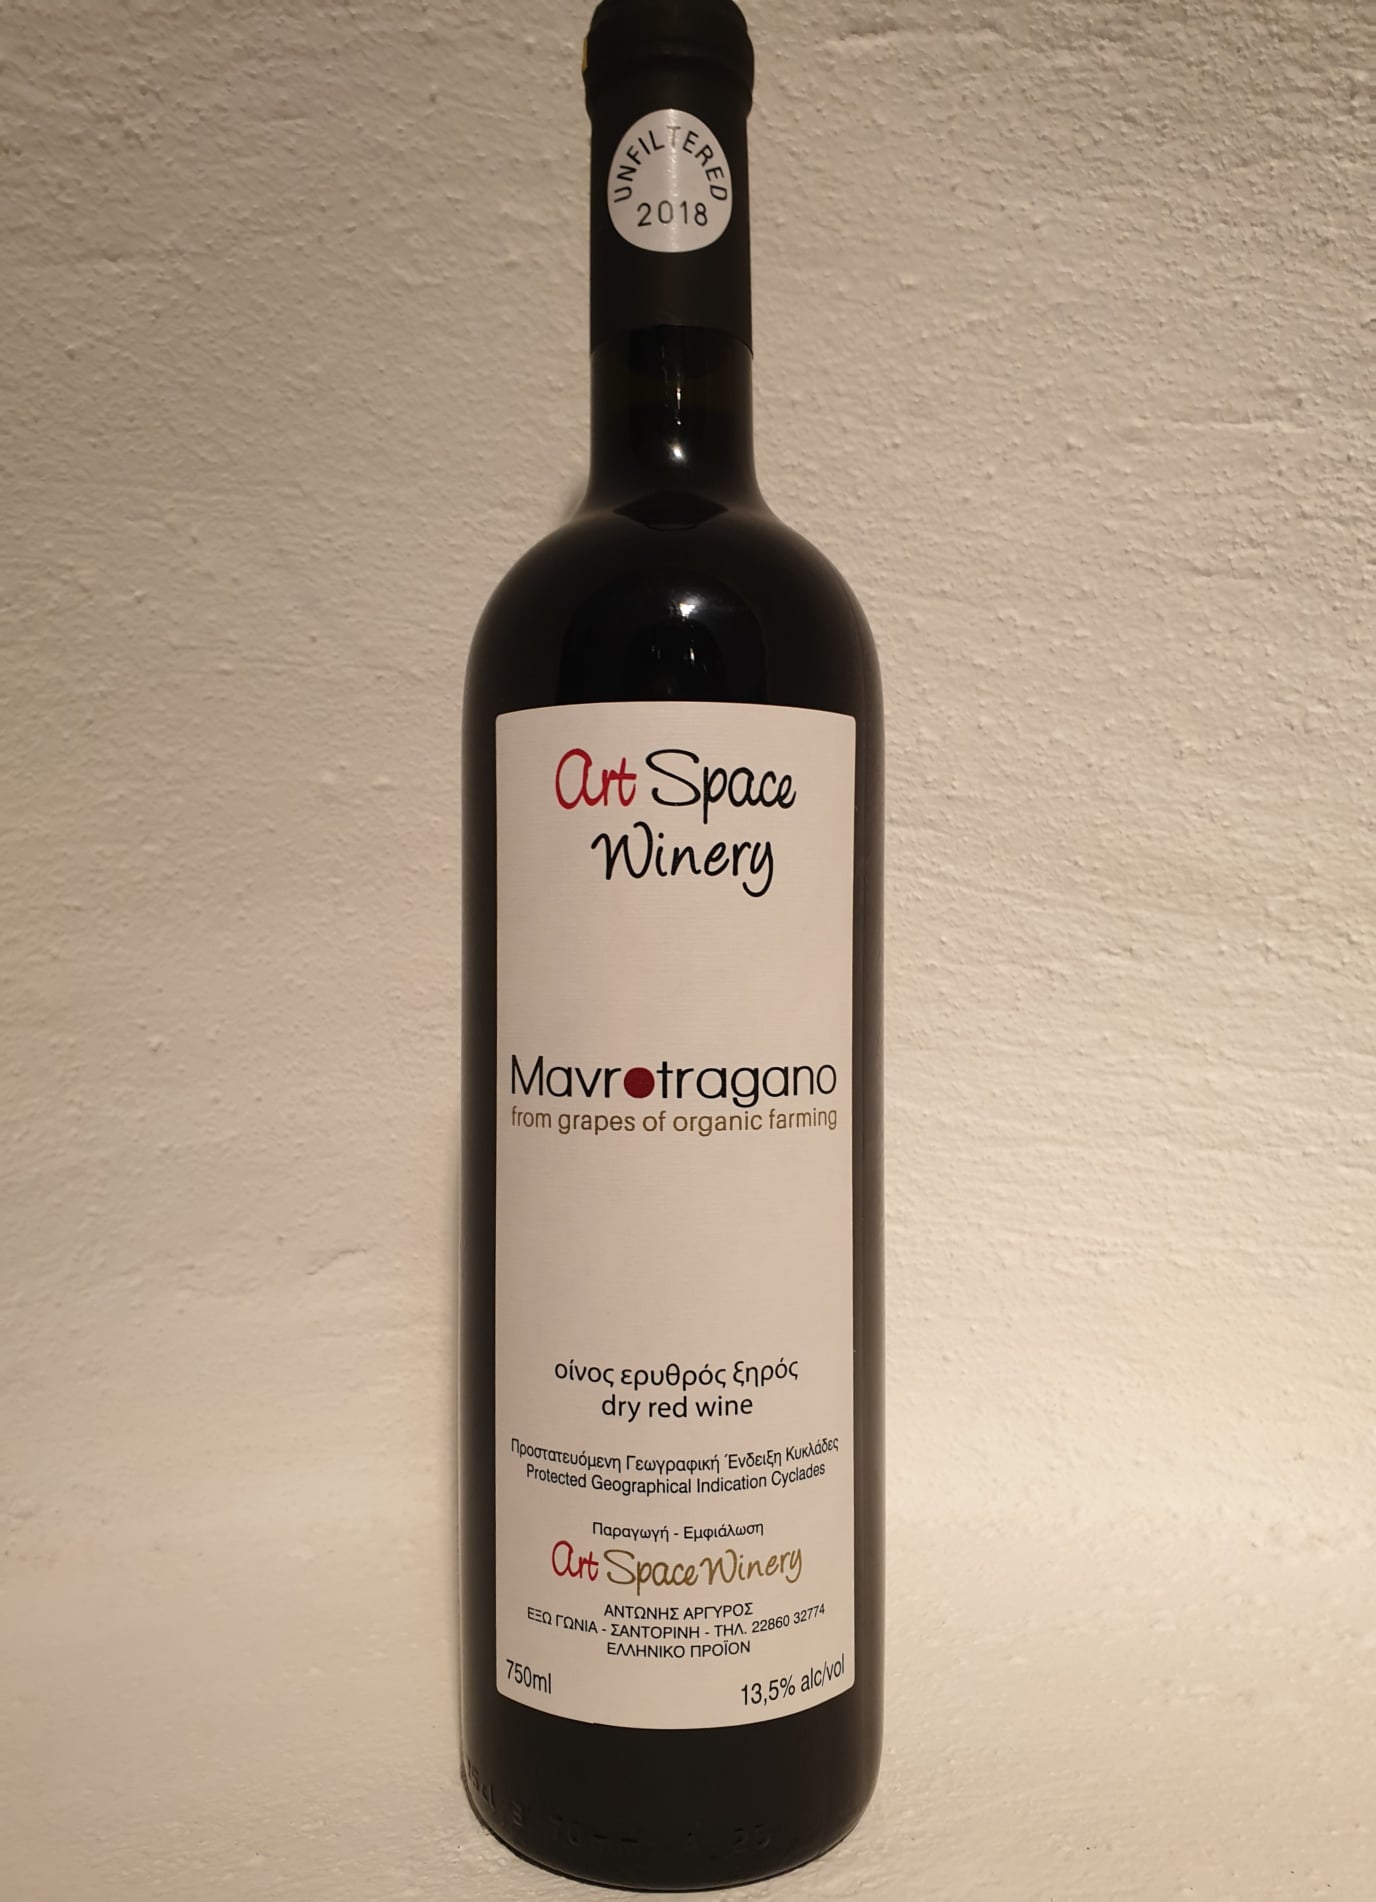 UNFILTERED
2018
Art Space
Winery
Mavrotragano
from grapes of organic farming
οίνος ερυθρός ξηρός
dry red wine
Προστατευόμενη Γεωγραφική Ένδειξη Κυκλάδες
Protected Geographical Indication Cyclades
Παραγωγή - Εμφιάλωση
Art Space Winery
ΑΝΤΩΝΗΣ ΑΡΓΥΡΟΣ
ΕΞΩ ΓΩΝΙΑ - ΣΑΝΤΟΡΙΝΗ - ΤΗΛ. 22860 32774
ΕΛΛΗΝΙΚΟ ΠΡΟΪΟΝ
750ml
13,5% alc/vol